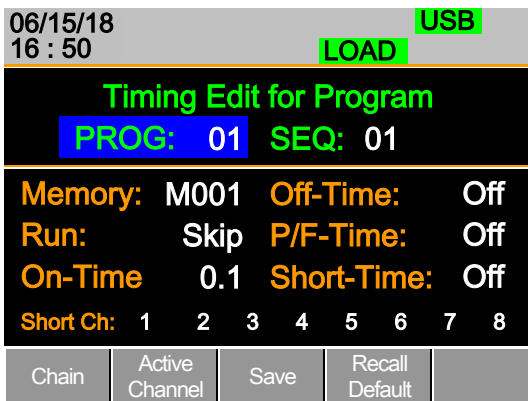 06/15/18 USB
16 : 50 LOAD
Timing Edit for Program
PROG: 01 SEQ: 01
Memory: M001 Off-Time: Off
Run: Skip P/F-Time: Off
On-Time 0.1 Short-Time: Off
Short Ch: 1 2 3 4 5 6 7 8
Chain Active Channel Save Recall Default